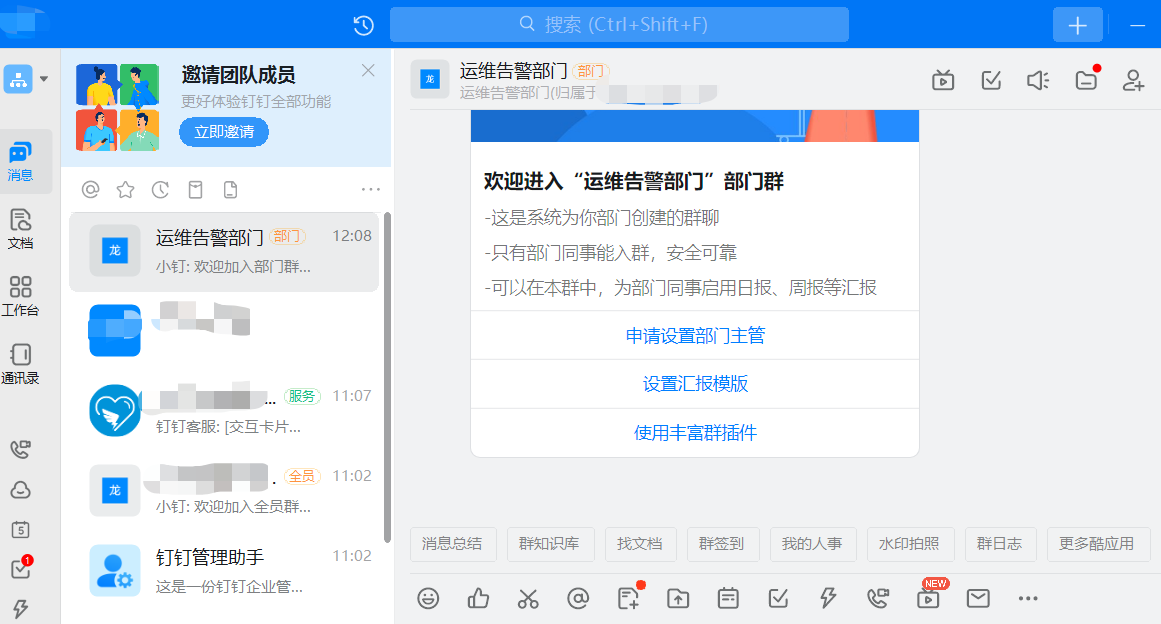 搜索 (Ctrl+Shift+F)
邀请团队成员
更好体验钉钉全部功能
立即邀请
消息
文档
工作台
通讯录
5
1
龙
运维告警部门 部门 12:08
小钉: 欢迎加入部门群...
... 服务 11:07
钉钉客服: [交互卡片...
龙
. 全员 11:02
小钉: 欢迎加入全员群...
钉钉管理助手 11:02
这是一份钉钉企业管...
龙
运维告警部门 部门
运维告警部门(归属于
欢迎进入“运维告警部门”部门群
-这是系统为你部门创建的群聊
-只有部门同事能入群，安全可靠
-可以在本群中，为部门同事启用日报、周报等汇报
申请设置部门主管
设置汇报模版
使用丰富群插件
消息总结 群知识库 找文档 群签到 我的人事 水印拍照 群日志 更多酷应用
NEW